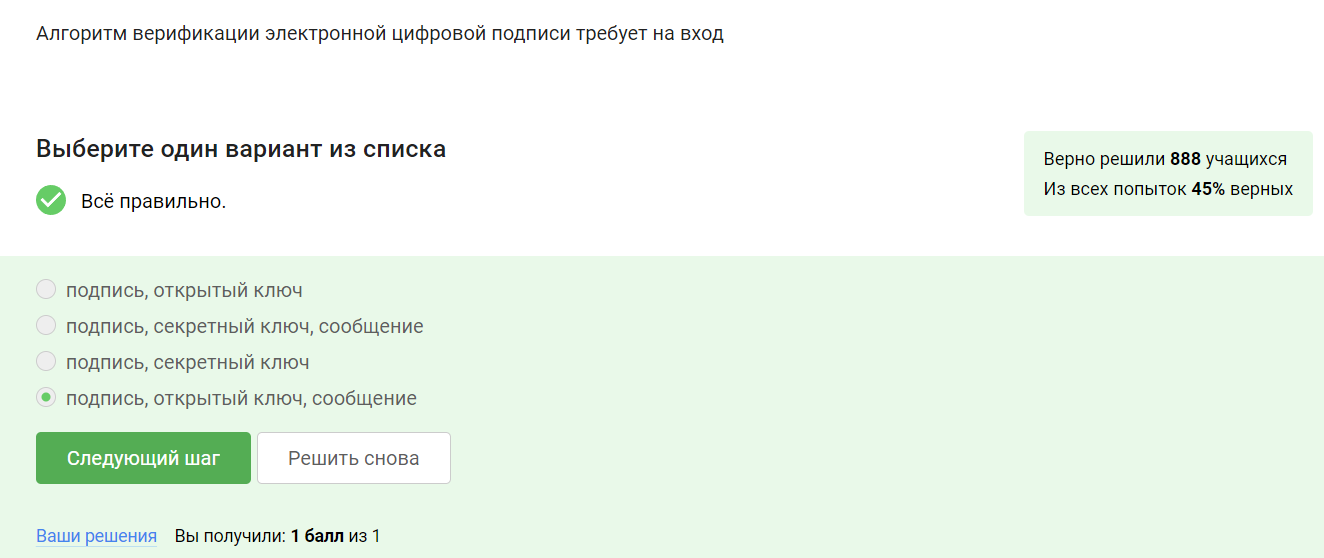 Алгоритм верификации электронной цифровой подписи требует на вход
Выберите один вариант из списка
Всё правильно.
Верно решили 888 учащихся
Из всех попыток 45% верных
подпись, открытый ключ
подпись, секретный ключ, сообщение
подпись, секретный ключ
подпись, открытый ключ, сообщение
Следующий шаг
Решить снова
Ваши решения Вы получили: 1 балл из 1